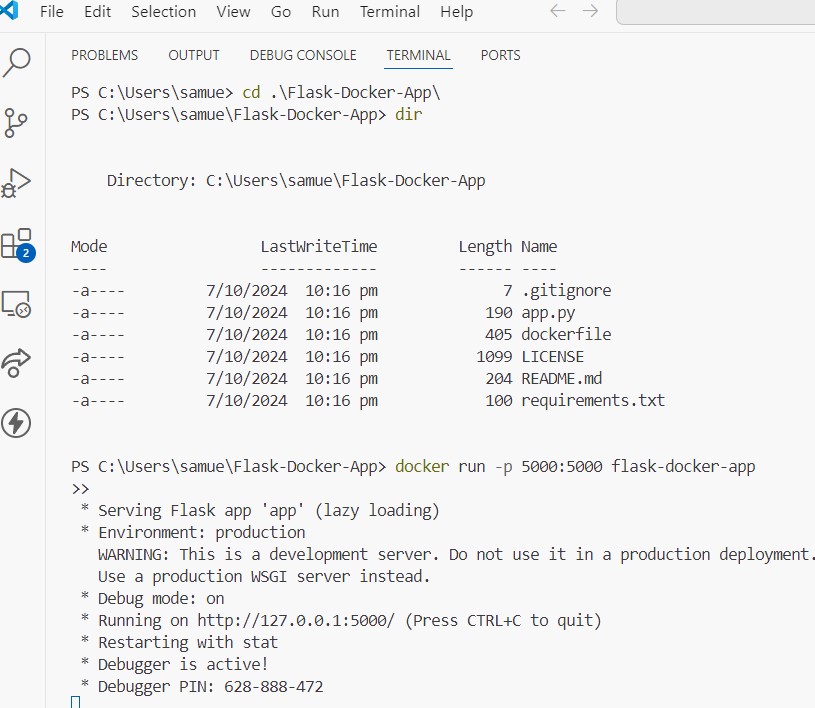 File Edit Selection View Go Run Terminal Help
PROBLEMS OUTPUT DEBUG CONSOLE TERMINAL PORTS
PS C:\Users\samue> cd .\Flask-Docker-App\
PS C:\Users\samue\Flask-Docker-App> dir
Directory: C:\Users\samue\Flask-Docker-App
Mode LastWriteTime Length Name
---- ------------- ------ ----
-a---- 7/10/2024 10:16 pm 7 .gitignore
-a---- 7/10/2024 10:16 pm 190 app.py
-a---- 7/10/2024 10:16 pm 405 dockerfile
-a---- 7/10/2024 10:16 pm 1099 LICENSE
-a---- 7/10/2024 10:16 pm 204 README.md
-a---- 7/10/2024 10:16 pm 100 requirements.txt
2
PS C:\Users\samue\Flask-Docker-App> docker run -p 5000:5000 flask-docker-app
>>
* Serving Flask app 'app' (lazy loading)
* Environment: production
WARNING: This is a development server. Do not use it in a production deployment.
Use a production WSGI server instead.
* Debug mode: on
* Running on http://127.0.0.1:5000/ (Press CTRL+C to quit)
* Restarting with stat
* Debugger is active!
* Debugger PIN: 628-888-472